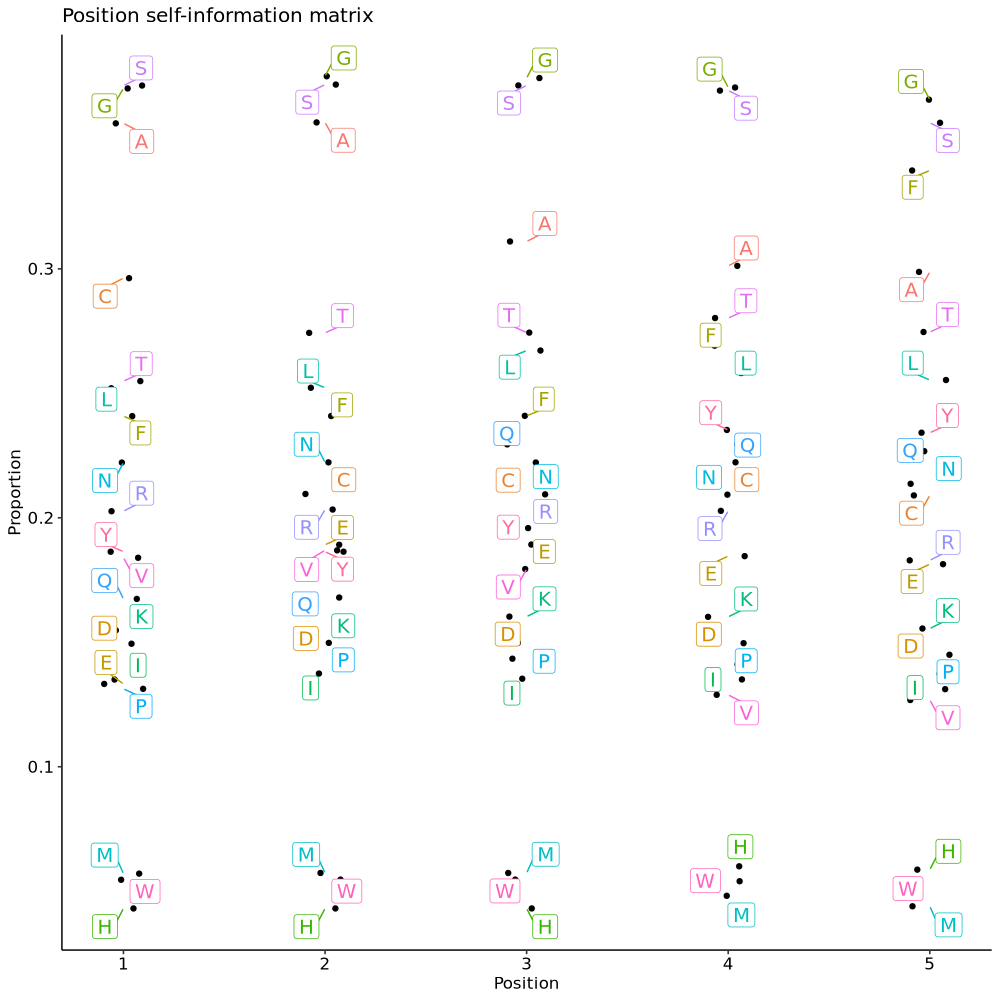 Position self-information matrix
Proportion
0.3
0.2
0.1
S
G
A
C
T
L
F
N
R
Y
V
Q
K
D
I
E
P
M
W
H
G
S
A
T
L
F
N
C
R
E
V
Y
Q
K
D
P
I
M
W
H
G
S
A
T
L
F
Q
N
C
R
Y
E
V
K
D
P
I
M
W
H
G
S
A
T
F
L
Y
Q
N
C
R
E
K
D
P
I
V
H
W
M
G
S
F
A
T
L
Y
Q
N
C
R
E
K
D
P
I
V
H
W
M
1 2 3 4 5
Position